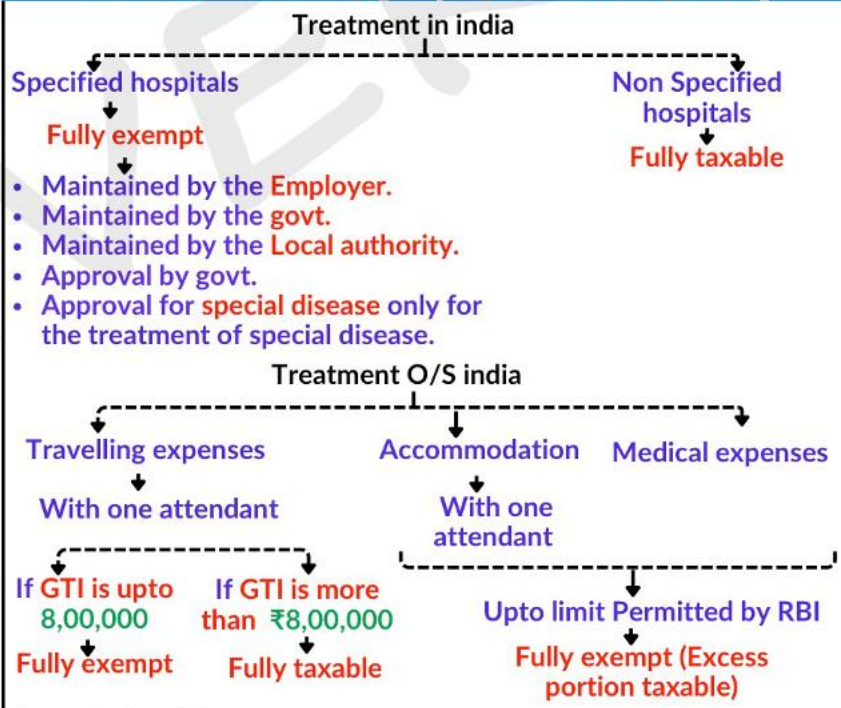 Treatment in india
Specified hospitals
Fully exempt
Non Specified
hospitals
Fully taxable
• Maintained by the Employer.
• Maintained by the govt.
• Maintained by the Local authority.
• Approval by govt.
• Approval for special disease only for
the treatment of special disease.
Treatment O/S india
Travelling expenses
With one attendant
If GTI is upto
8,00,000
Fully exempt
If GTI is more
than ₹8,00,000
Fully taxable
Accommodation
With one
attendant
Medical expenses
Upto limit Permitted by RBI
Fully exempt (Excess
portion taxable)